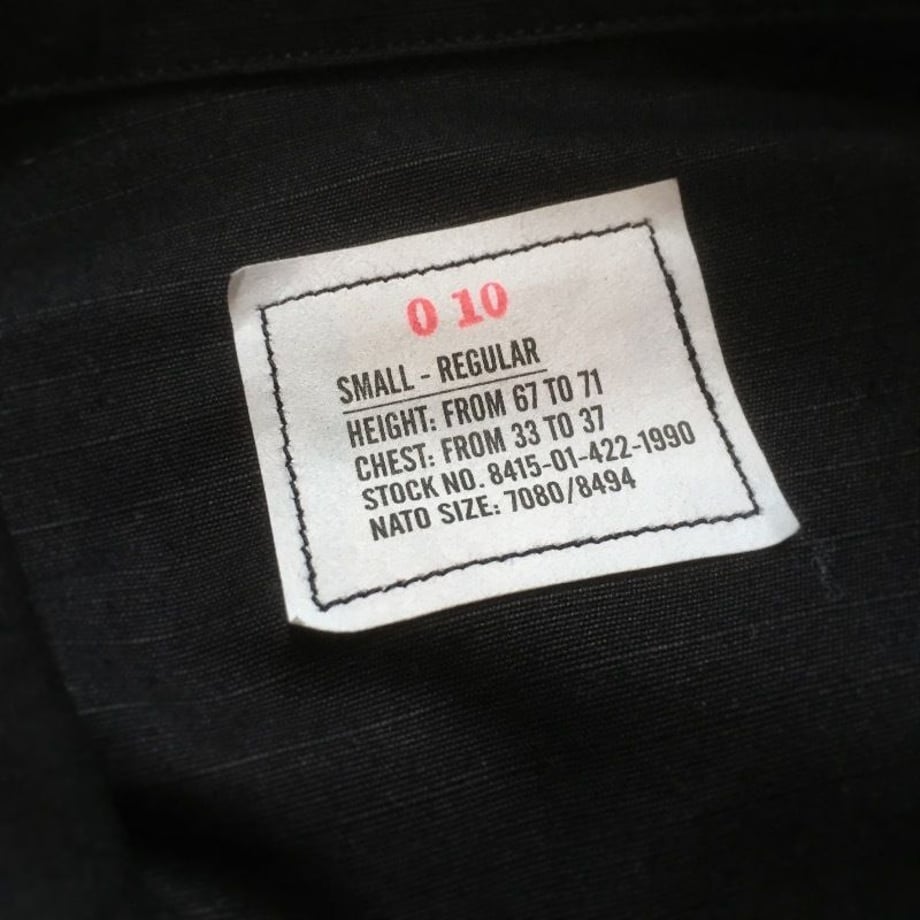 0 10
SMALL - REGULAR
HEIGHT: FROM 67 TO 71
CHEST: FROM 33 TO 37
STOCK NO. 8415-01-422-1990
NATO SIZE: 7080/8494